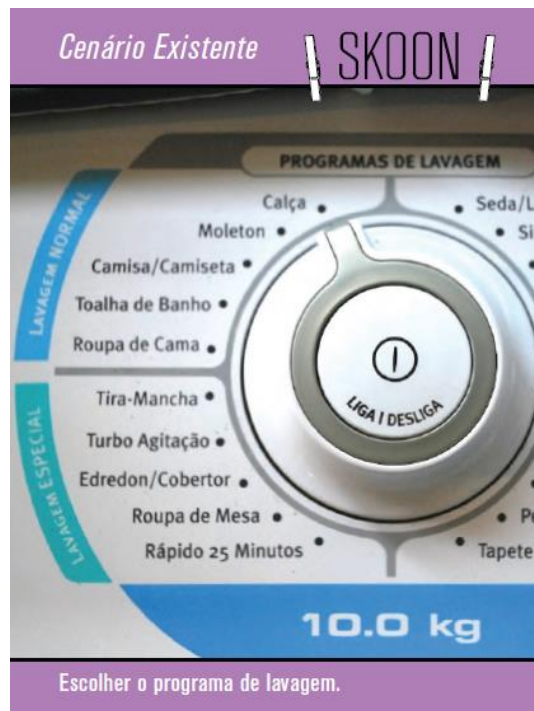 Cenário Existente
SKOON
PROGRAMAS DE LAVAGEM
LAVAGEM NORMAL
Calça
Moleton
Camisa/Camiseta
Toalha de Banho
Roupa de Cama
LAVAGEM ESPECIAL
Tira-Mancha
Turbo Agitação
Edredon/Cobertor
Roupa de Mesa
Rápido 25 Minutos
Seda/L
Si
LIGA I DESLIGA
Tapete
10.0 kg
Escolher o programa de lavagem.